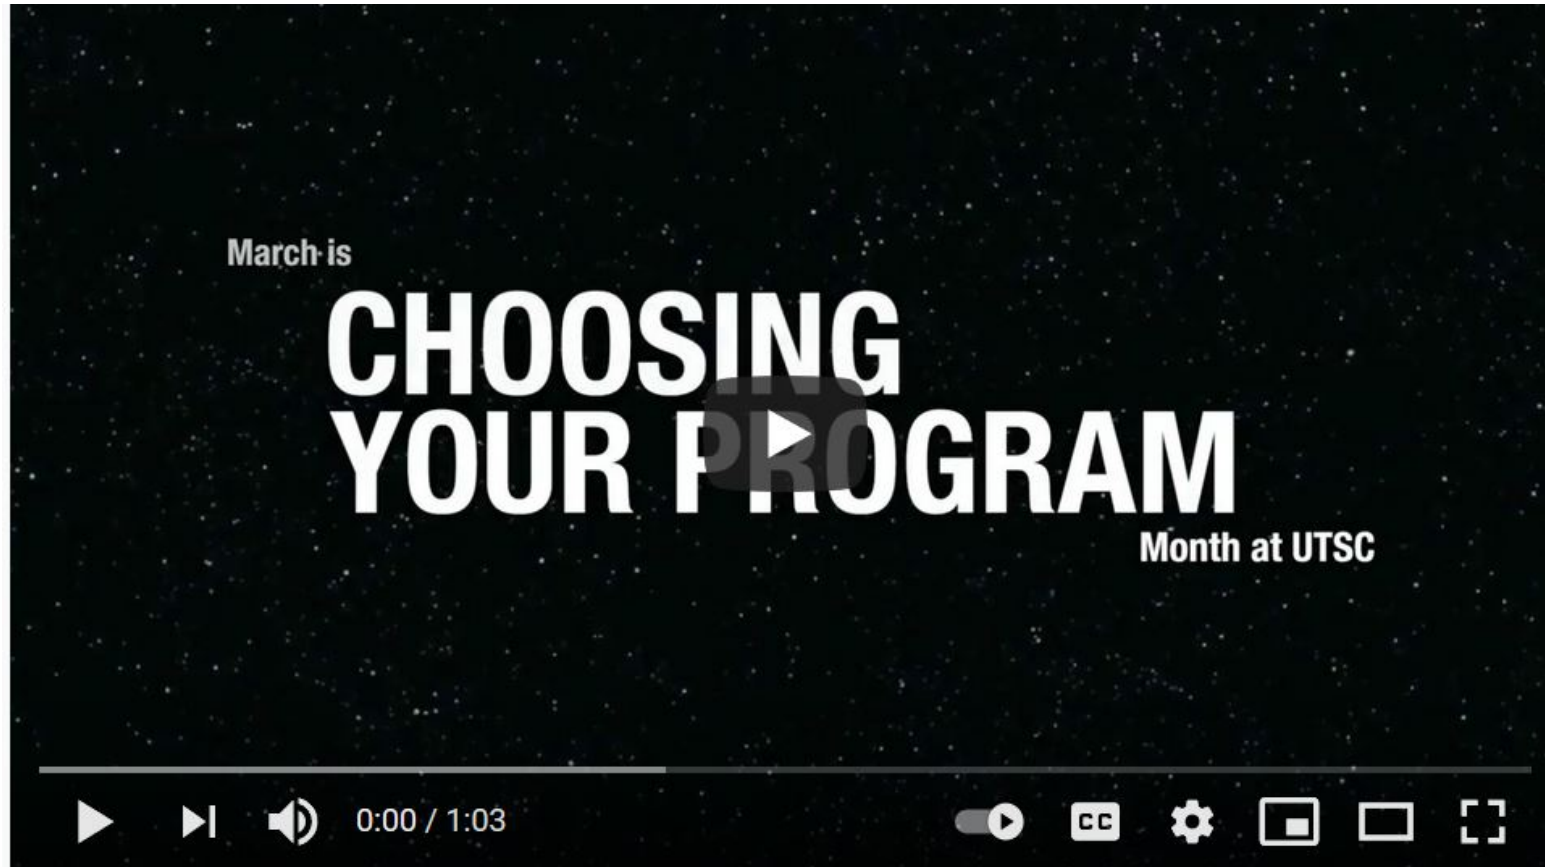 March is
CHOOSING
YOUR PROGRAM
Month at UTSC
0:00 / 1:03
CC